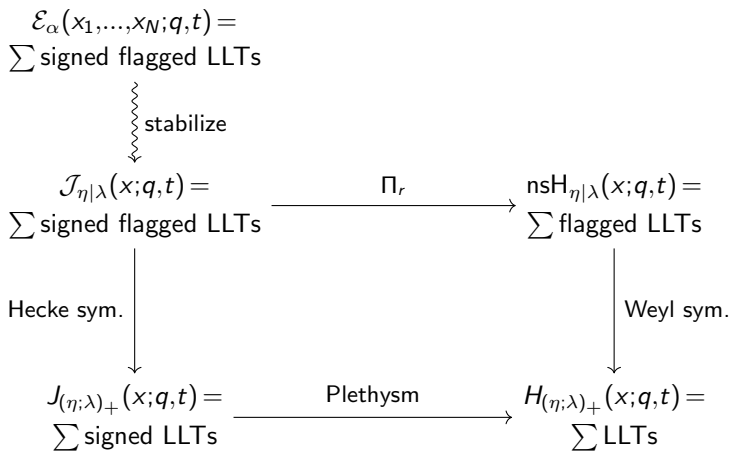 ℰ_α(x₁,...,x_N;q,t) =
∑ signed flagged LLTs
stabilize
𝒥_{η|λ}(x;q,t) =
∑ signed flagged LLTs
Π_r
nsH_{η|λ}(x;q,t) =
∑ flagged LLTs
Hecke sym.
Weyl sym.
J_{(η;λ)₊}(x;q,t) =
∑ signed LLTs
Plethysm
H_{(η;λ)₊}(x;q,t) =
∑ LLTs